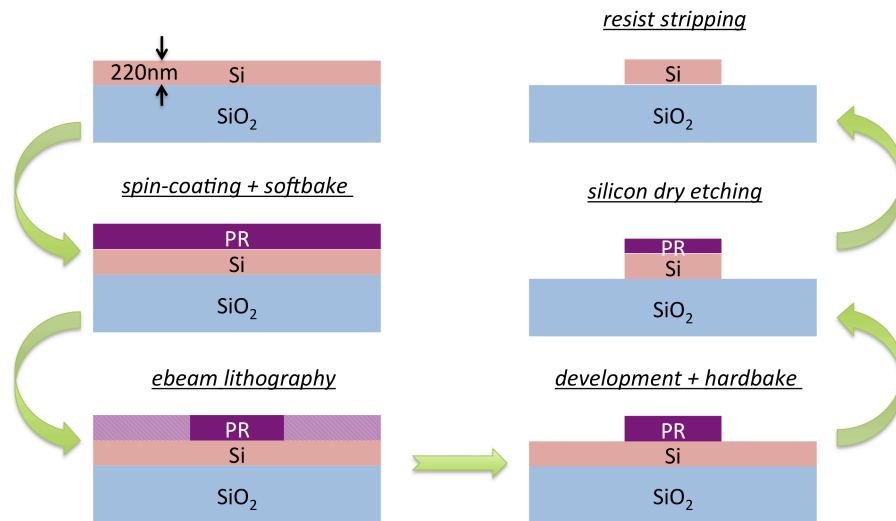 220nm
Si
SiO₂
spin-coating + softbake
PR
Si
SiO₂
ebeam lithography
PR
Si
SiO₂
development + hardbake
PR
Si
SiO₂
silicon dry etching
PR
Si
SiO₂
resist stripping
Si
SiO₂